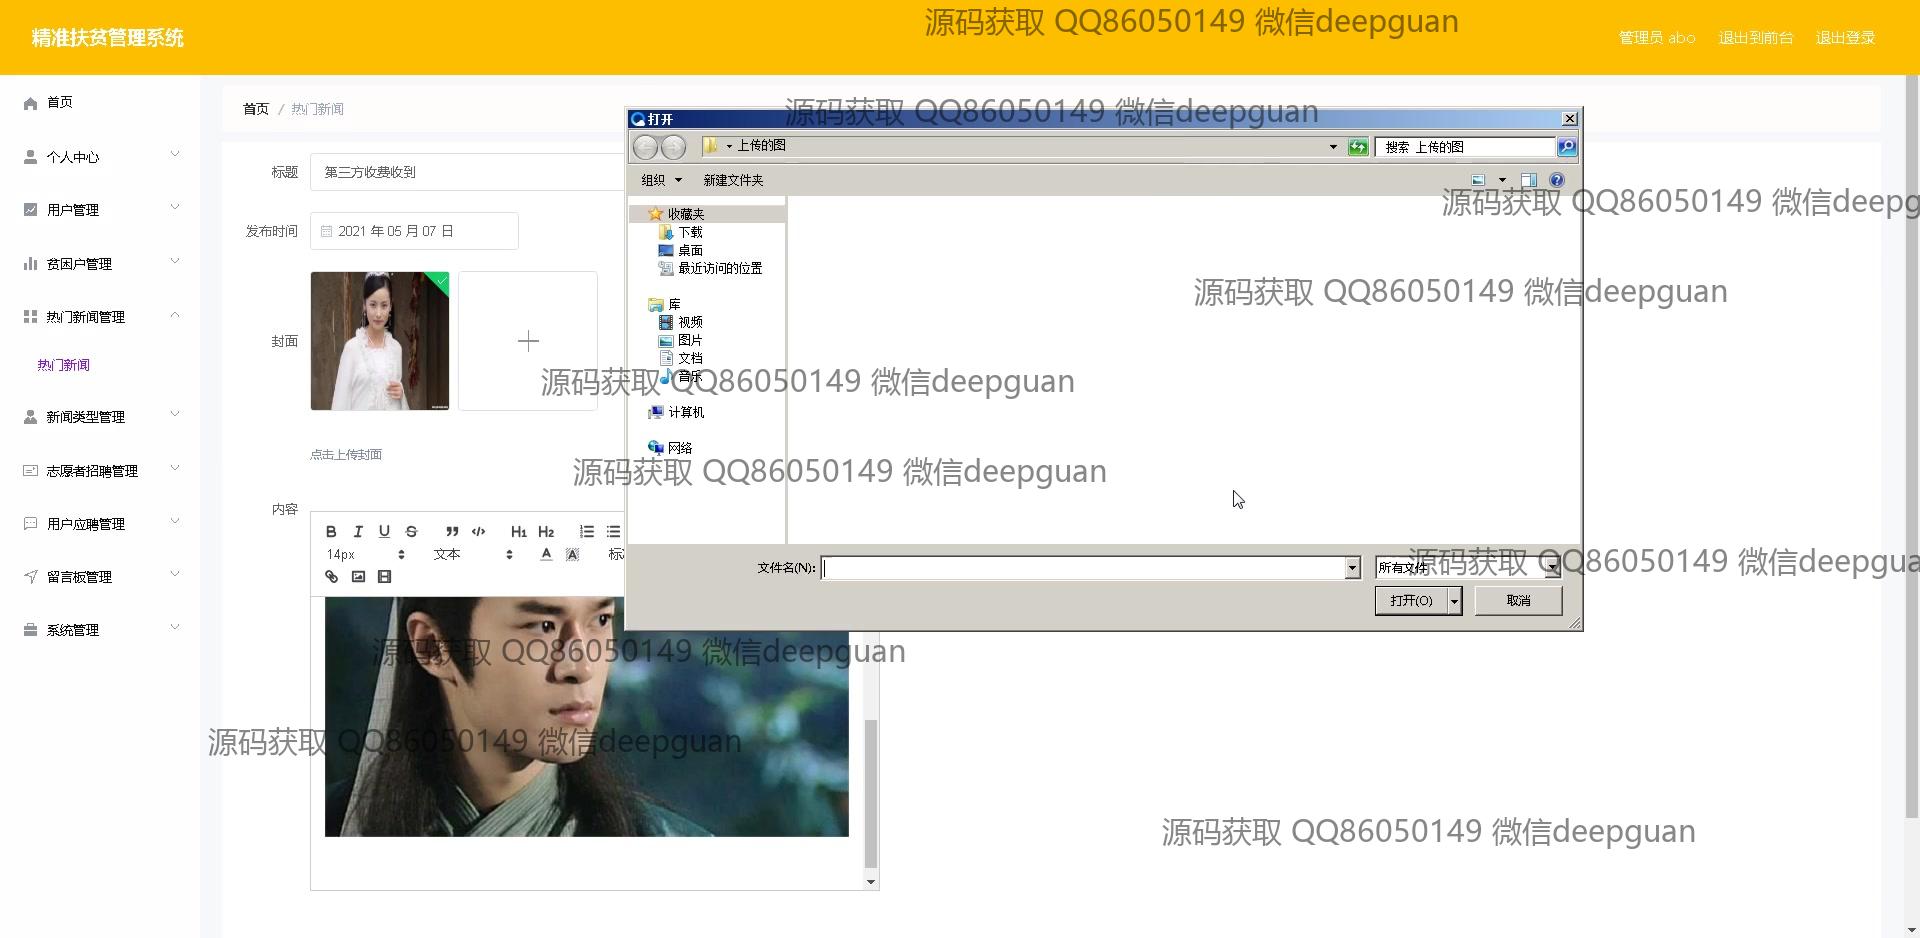 精准扶贫管理系统
源码获取 QQ86050149 微信deepguan
管理员 abo
退出到前台
退出登录
首页
个人中心
用户管理
贫困户管理
热门新闻管理
热门新闻
新闻类型管理
志愿者招聘管理
用户应聘管理
留言板管理
系统管理
首页 / 热门新闻
标题
第三方收费收到
发布时间
2021 年 05 月 07 日
封面
点击上传封面
内容
B I U S H1 H2
14px
文本
打开
源码获取 QQ86050149 微信deepguan
上传的图
搜索 上传的图
组织
新建文件夹
源码获取 QQ86050149 微信deepg
收藏夹
下载
桌面
最近访问的位置
源码获取 QQ86050149 微信deepguan
库
视频
图片
文档
音乐
源码获取 QQ86050149 微信deepguan
计算机
网络
源码获取 QQ86050149 微信deepguan
文件名(N):
所有文件
源码获取 QQ86050149 微信deepgua
打开(O)
取消
源码获取 QQ86050149 微信deepguan
源码获取 QQ86050149 微信deepguan
源码获取 QQ86050149 微信deepguan